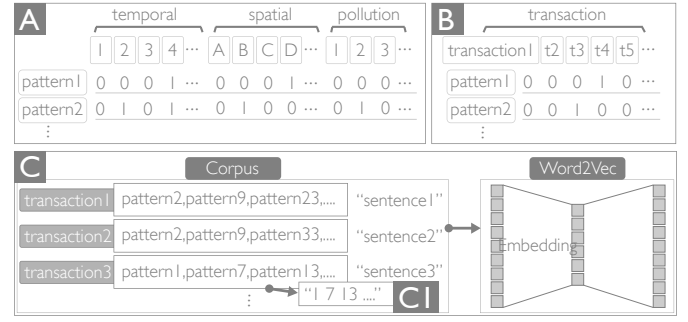 A
temporal spatial pollution
1 2 3 4 ... A B C D ... 1 2 3 ...
pattern1 0 0 0 1 ... 0 0 0 1 ... 0 0 0 ...
pattern2 0 1 0 1 ... 0 1 0 0 ... 0 1 0 ...
⋮
B
transaction
transaction1 t2 t3 t4 t5 ...
pattern1 0 0 0 1 0 ...
pattern2 0 0 1 0 0 ...
⋮
C
Corpus
transaction1 pattern2,pattern9,pattern23,.... “sentence1”
transaction2 pattern2,pattern9,pattern33,.... “sentence2”
transaction3 pattern1,pattern7,pattern13,.... “sentence3”
⋮
“1 7 13 ....”
C1
Word2Vec
Embedding